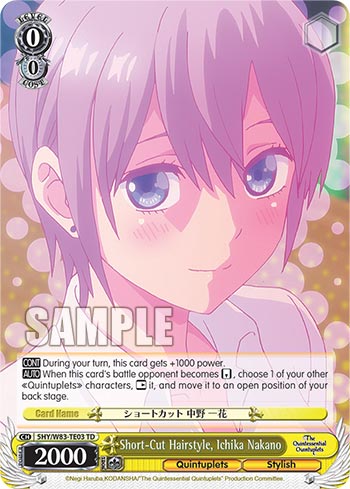 LEVEL
0
0
COST
SAMPLE
CONT During your turn, this card gets +1000 power.
AUTO When this card's battle opponent becomes [], choose 1 of your other
«Quintuplets» characters, [] it, and move it to an open position of your
back stage.
Card Name ショートカット 中野 一花
CH 5HY/W83-TE03 TD
2000
Short-Cut Hairstyle, Ichika Nakano
The Quintessential Quintuplets
Quintuplets Stylish
©Negi Haruba,KODANSHA/"The Quintessential Quintuplets" Production Committee.